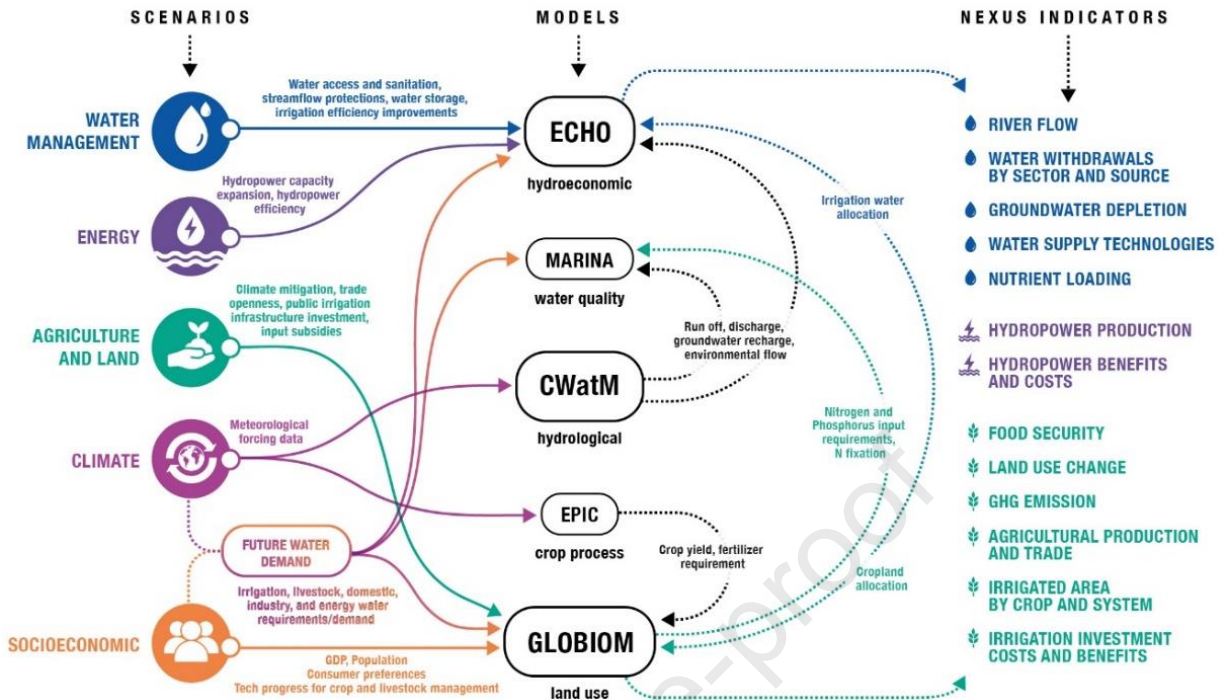 SCENARIOS
MODELS
NEXUS INDICATORS
WATER
MANAGEMENT
Water access and sanitation,
streamflow protections, water storage,
irrigation efficiency improvements
ENERGY
Hydropower capacity
expansion, hydropower
efficiency
AGRICULTURE
AND LAND
Climate mitigation, trade
openness, public irrigation
infrastructure investment,
input subsidies
CLIMATE
Meteorological
forcing data
FUTURE WATER
DEMAND
Irrigation, livestock, domestic,
industry, and energy water
requirements/demand
SOCIOECONOMIC
GDP, Population
Consumer preferences
Tech progress for crop and livestock management
ECHO
hydroeconomic
MARINA
water quality
CWatM
hydrological
EPIC
crop process
GLOBIOM
land use
Irrigation water
allocation
Run off, discharge,
groundwater recharge,
environmental flow
Nitrogen and
Phosphorus input
requirements,
N fixation
Crop yield, fertilizer
requirement
Cropland
allocation
RIVER FLOW
WATER WITHDRAWALS
BY SECTOR AND SOURCE
GROUNDWATER DEPLETION
WATER SUPPLY TECHNOLOGIES
NUTRIENT LOADING
HYDROPOWER PRODUCTION
HYDROPOWER BENEFITS
AND COSTS
FOOD SECURITY
LAND USE CHANGE
GHG EMISSION
AGRICULTURAL PRODUCTION
AND TRADE
IRRIGATED AREA
BY CROP AND SYSTEM
IRRIGATION INVESTMENT
COSTS AND BENEFITS
e-proof